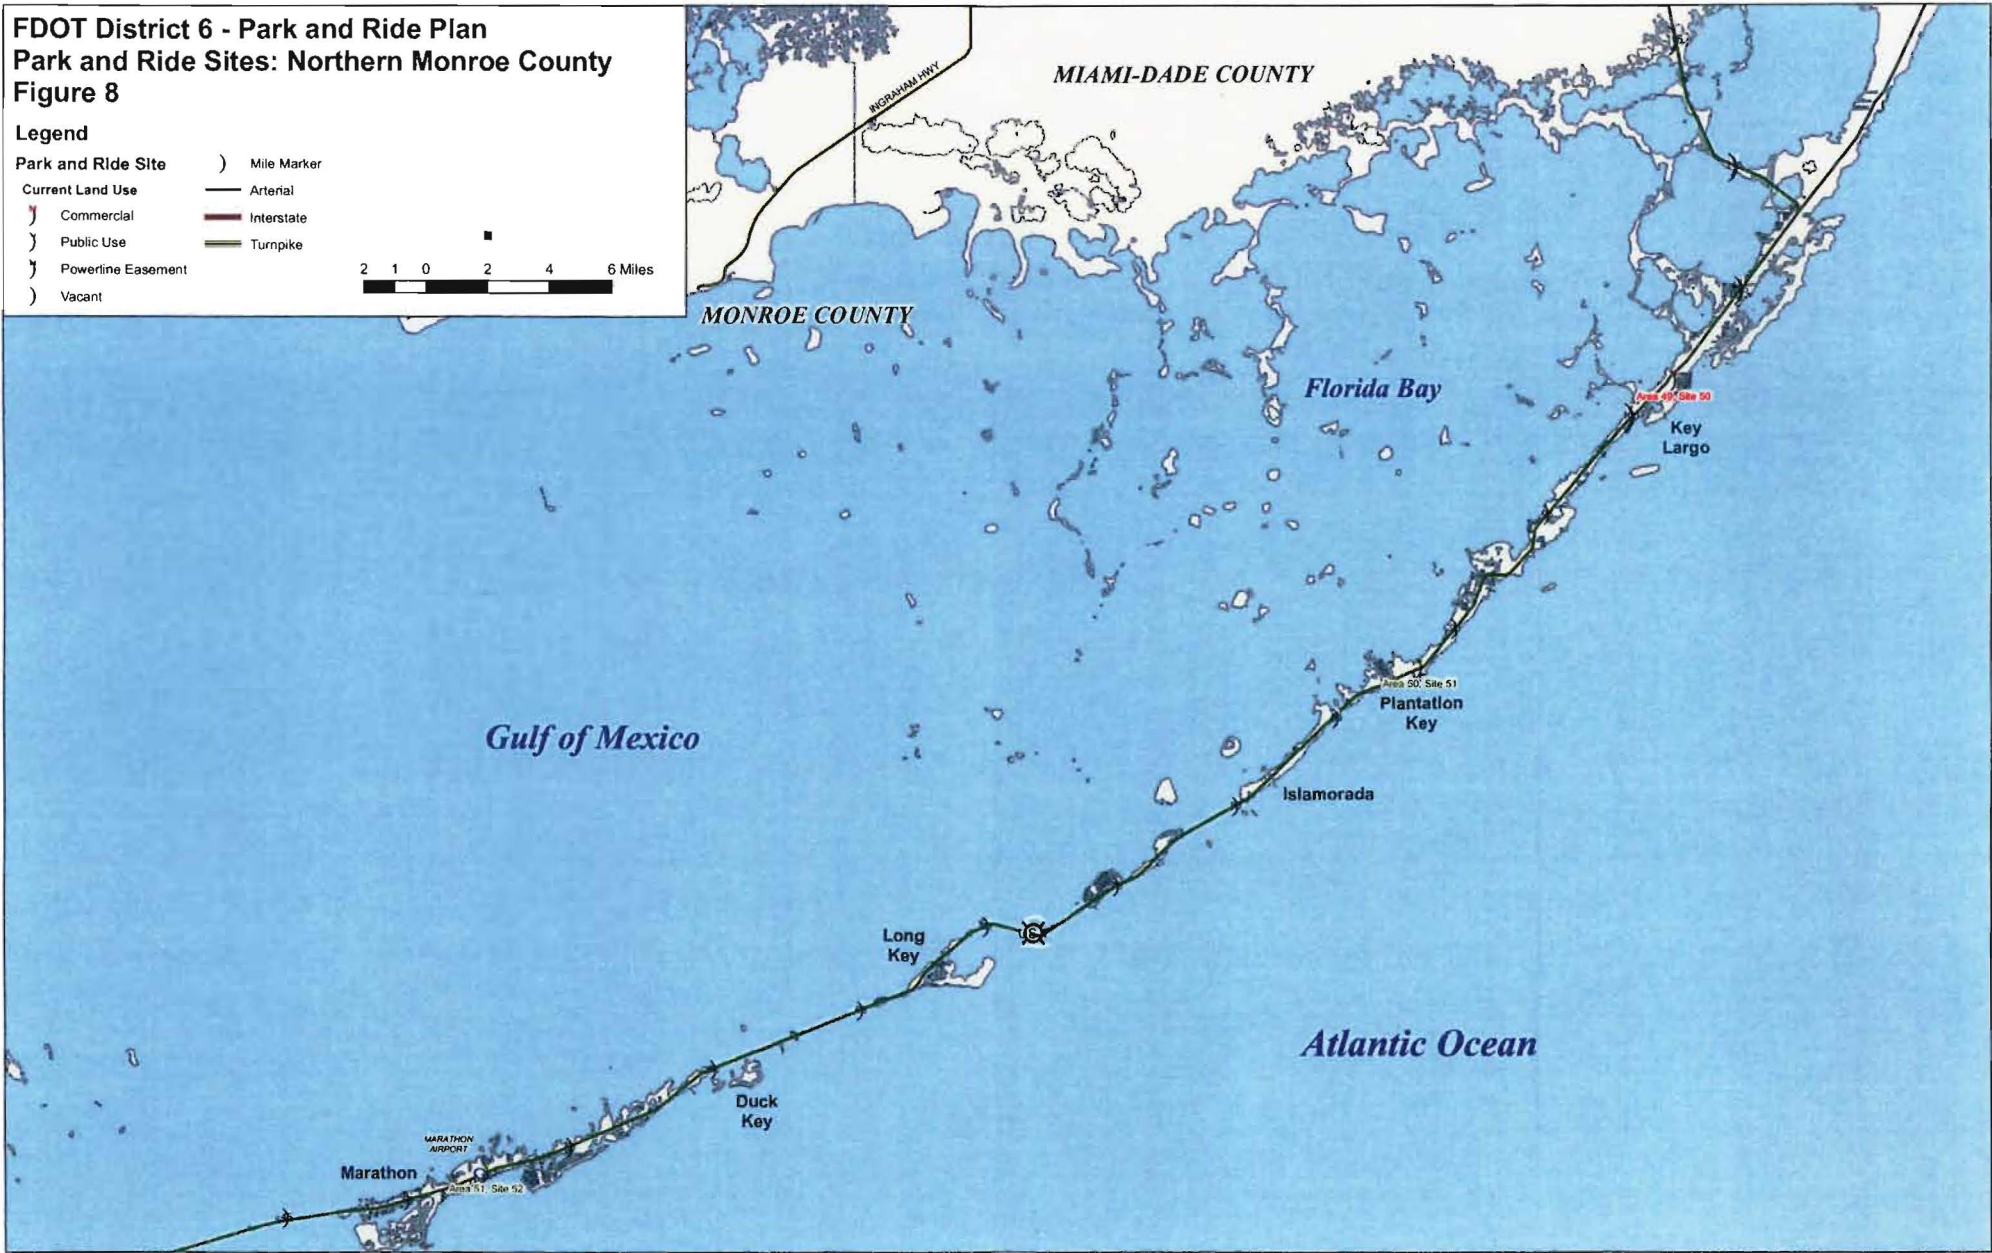 FDOT District 6 - Park and Ride Plan
Park and Ride Sites: Northern Monroe County
Figure 8
Legend
Park and Ride Site
Current Land Use
Commercial
Public Use
Powerline Easement
Vacant
Mile Marker
Arterial
Interstate
Turnpike
2 1 0 2 4 6 Miles
INGRAHAM HWY
MIAMI-DADE COUNTY
MONROE COUNTY
Florida Bay
Area 49, Site 50
Key
Largo
Area 50, Site 51
Plantation
Key
Gulf of Mexico
Islamorada
Long
Key
Atlantic Ocean
Duck
Key
MARATHON
AIRPORT
Marathon
Area 51, Site 52